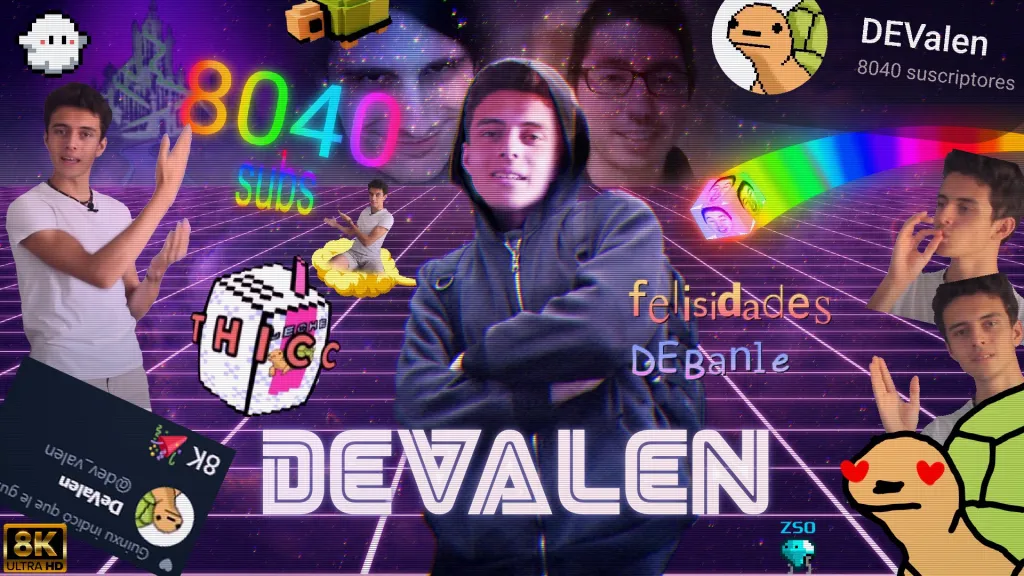 DEValen
8040 suscriptores
8040
subs
felisidades
DEBanle
THICC
LECHE
DEVALEN
8K
@dev_valen
DeValen
Guinxu indicó que le gu
8K
ULTRA HD
ZSO